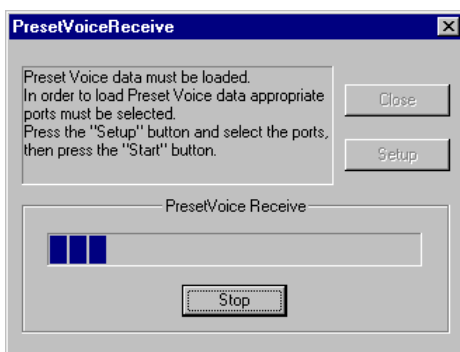 PresetVoiceReceive
Preset Voice data must be loaded.
In order to load Preset Voice data appropriate
ports must be selected.
Press the "Setup" button and select the ports,
then press the "Start" button.
Close
Setup
PresetVoice Receive
Stop